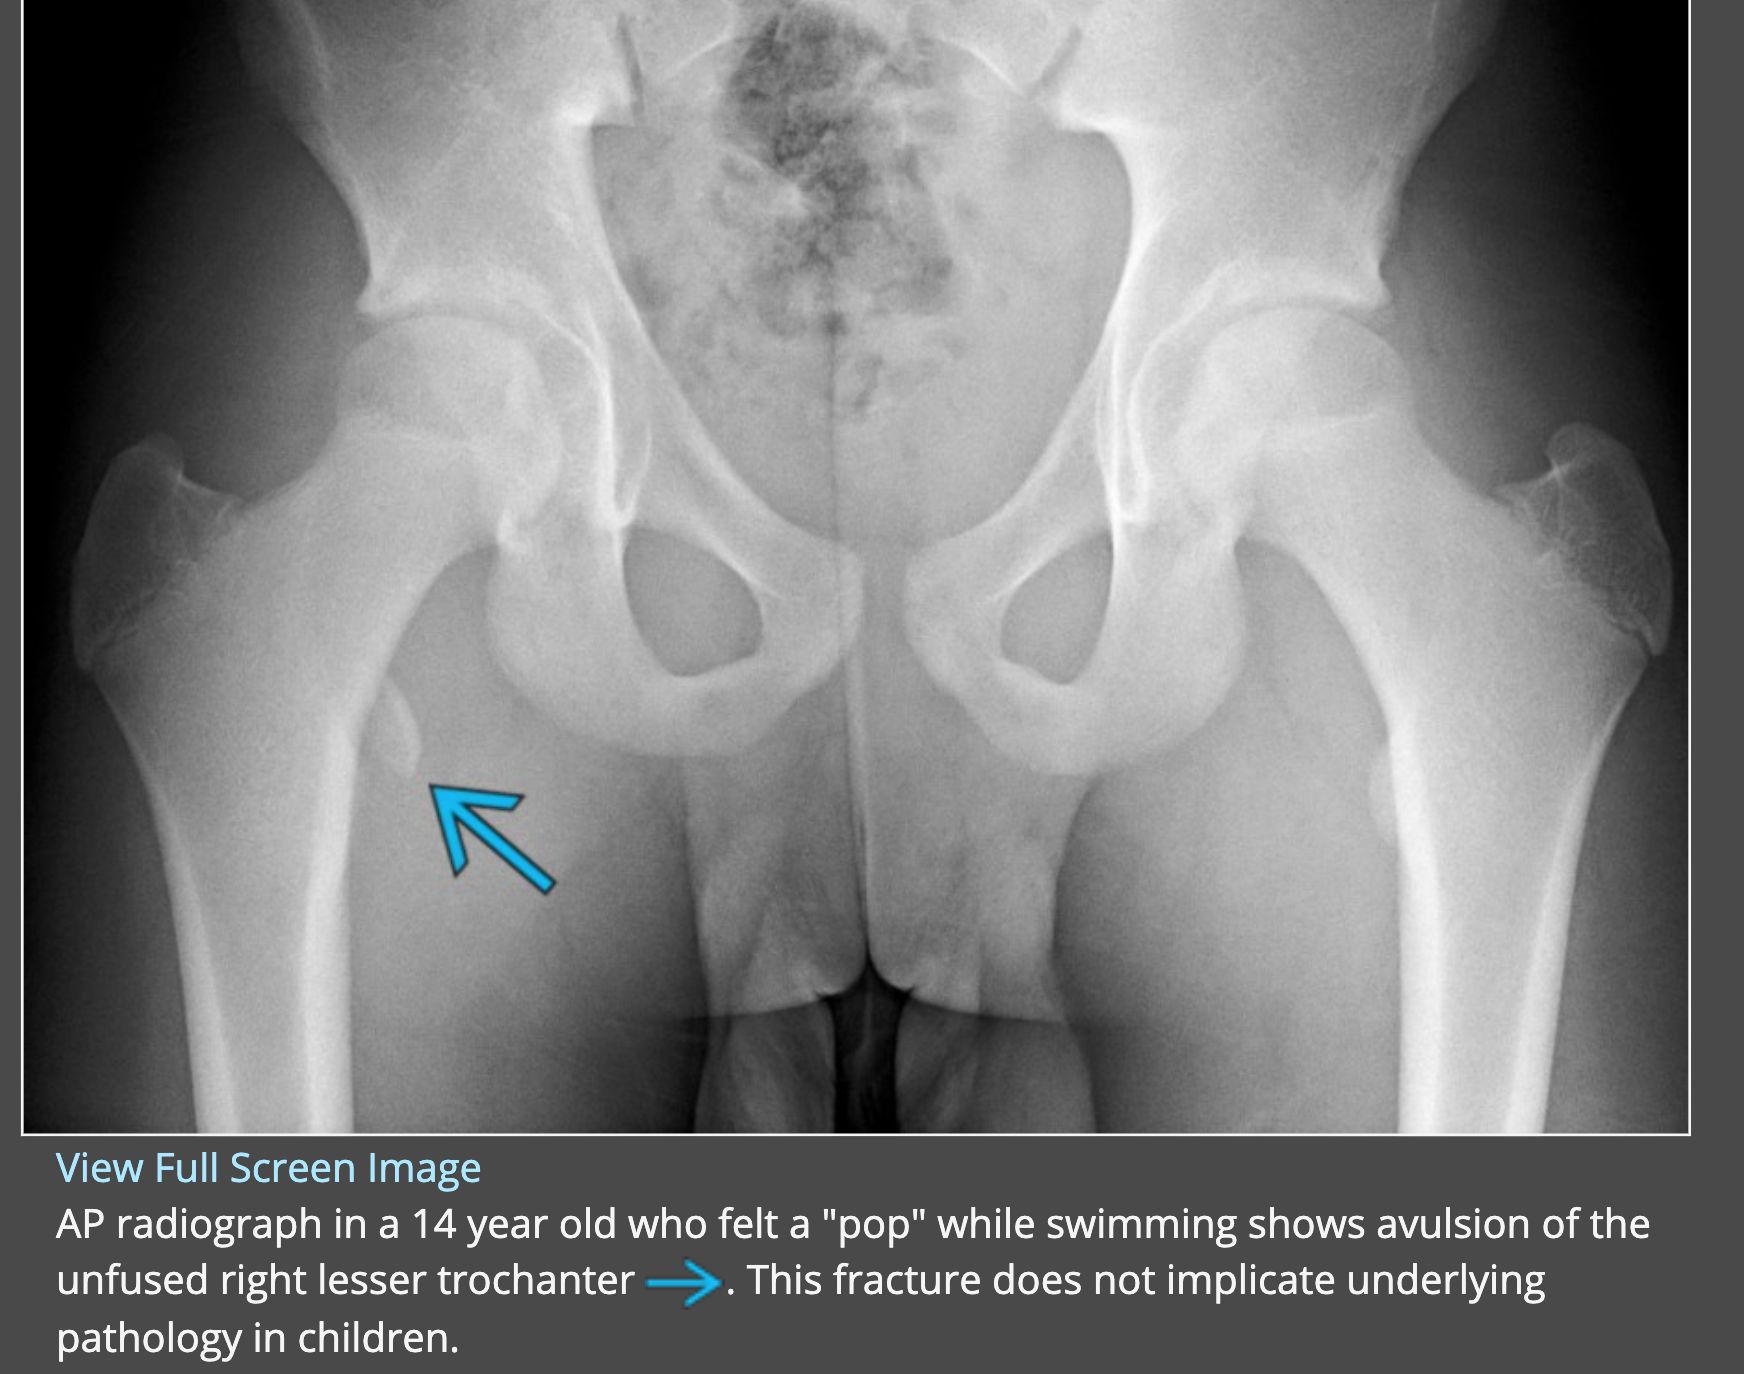 View Full Screen Image
AP radiograph in a 14 year old who felt a "pop" while swimming shows avulsion of the
unfused right lesser trochanter →. This fracture does not implicate underlying
pathology in children.